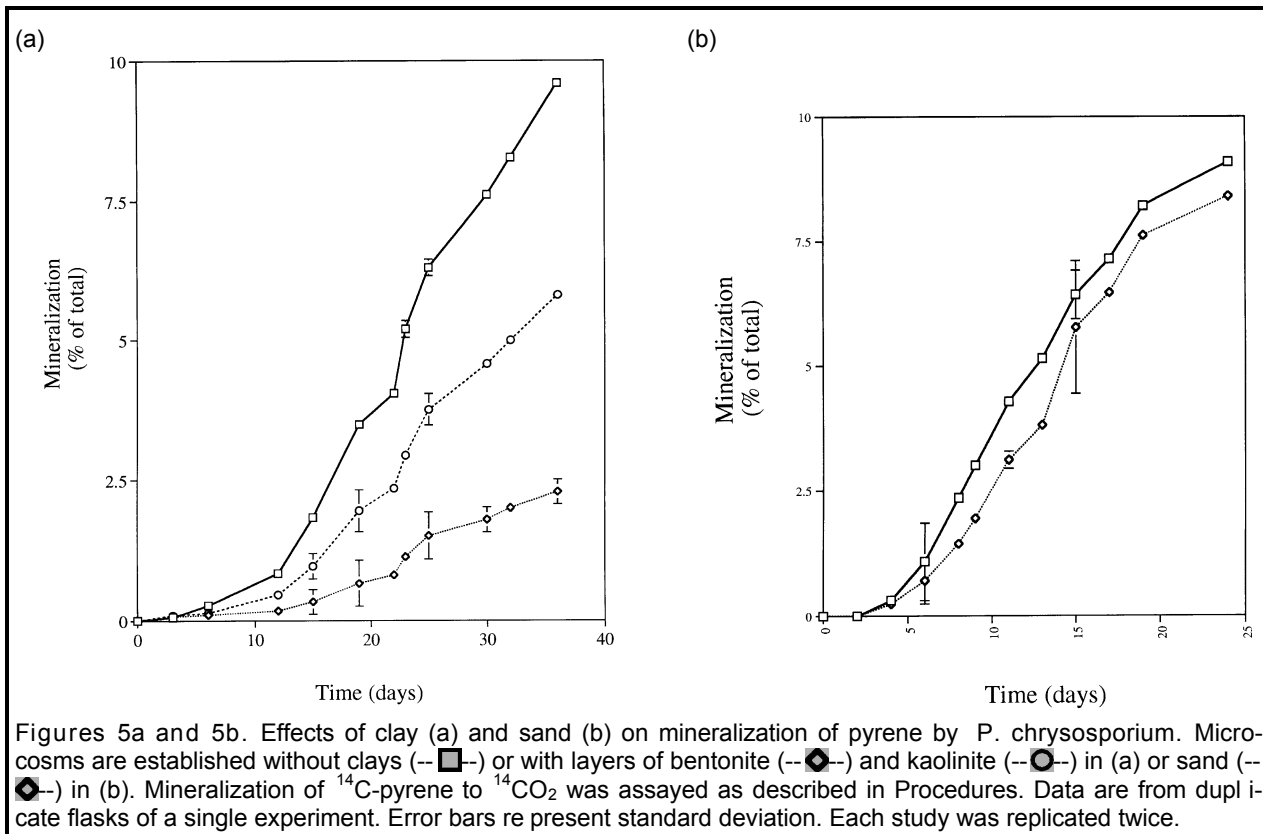 (a)
10
7.5
5
2.5
0
Mineralization
(% of total)
0
10
20
30
40
Time (days)
(b)
10
7.5
5
2.5
0
Mineralization
(% of total)
0
5
10
15
20
25
Time (days)
Figures 5a and 5b. Effects of clay (a) and sand (b) on mineralization of pyrene by P. chrysosporium. Micro-
cosms are established without clays (-- --) or with layers of bentonite (-- --) and kaolinite (-- --) in (a) or sand (--
--) in (b). Mineralization of ¹⁴C-pyrene to ¹⁴CO₂ was assayed as described in Procedures. Data are from dupl i-
cate flasks of a single experiment. Error bars re present standard deviation. Each study was replicated twice.